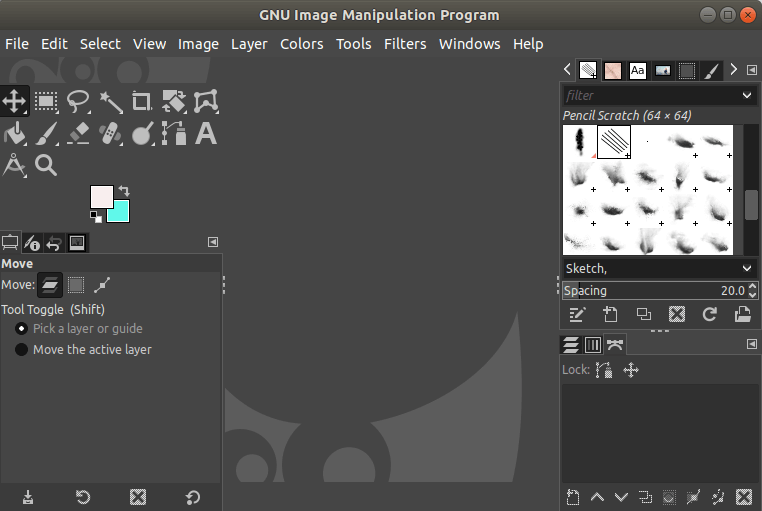 GNU Image Manipulation Program
File Edit Select View Image Layer Colors Tools Filters Windows Help
Aa
filter
Pencil Scratch (64 × 64)
A
Sketch,
Spacing 20.0
Move
Move:
Tool Toggle (Shift)
Pick a layer or guide
Move the active layer
Lock: